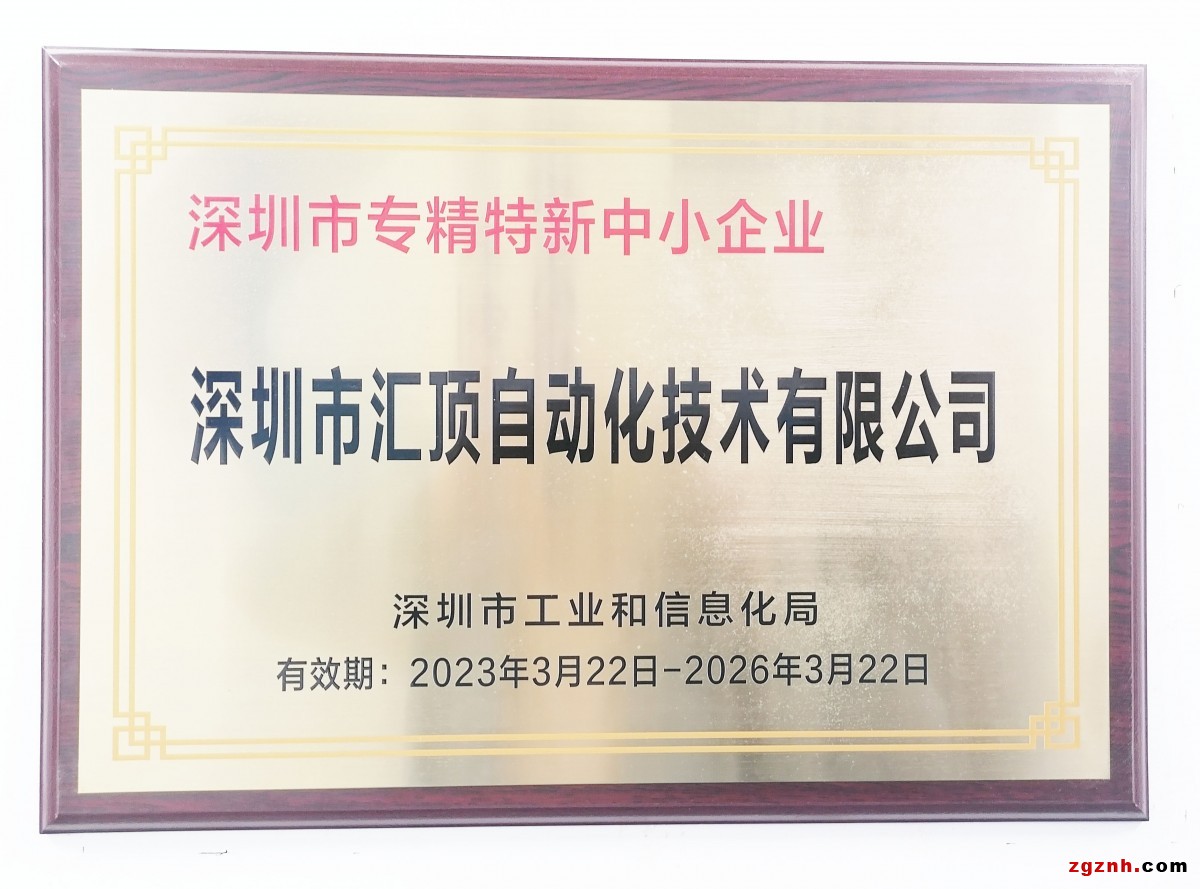 深圳市专精特新中小企业
深圳市汇顶自动化技术有限公司
深圳市工业和信息化局
有效期：2023年3月22日-2026年3月22日
zgznh.com